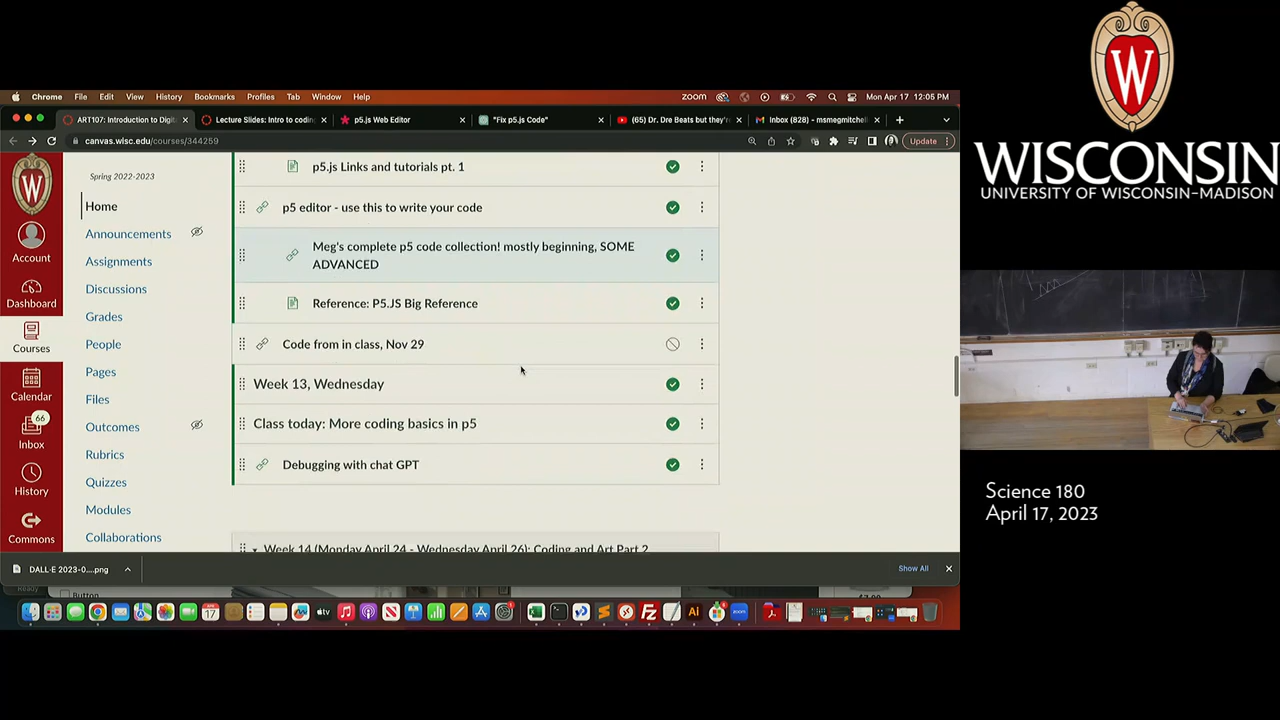 Chrome File Edit View History Bookmarks Profiles Tab Window Help zoom Mon Apr 17 12:05 PM
ART107: Introduction to Digit Lecture Slides: Intro to codin p5.js Web Editor "Fix p5.js Code" (65) Dr. Dre Beats but they're Inbox (828) - msmegmitchel
canvas.wisc.edu/courses/344259 Update
Spring 2022-2023
Home
Announcements
Assignments
Discussions
Grades
People
Pages
Files
Outcomes
Rubrics
Quizzes
Modules
Collaborations
Account
Dashboard
Courses
Calendar
66
Inbox
History
Commons
p5.js Links and tutorials pt. 1
p5 editor - use this to write your code
Meg's complete p5 code collection! mostly beginning, SOME
ADVANCED
Reference: P5.JS Big Reference
Code from in class, Nov 29
Week 13, Wednesday
Class today: More coding basics in p5
Debugging with chat GPT
Week 14 (Monday April 24 - Wednesday April 26): Coding and Art Part 2
DALL·E 2023-0....png Show All
Button
W
WISCONSIN
UNIVERSITY OF WISCONSIN–MADISON
Science 180
April 17, 2023